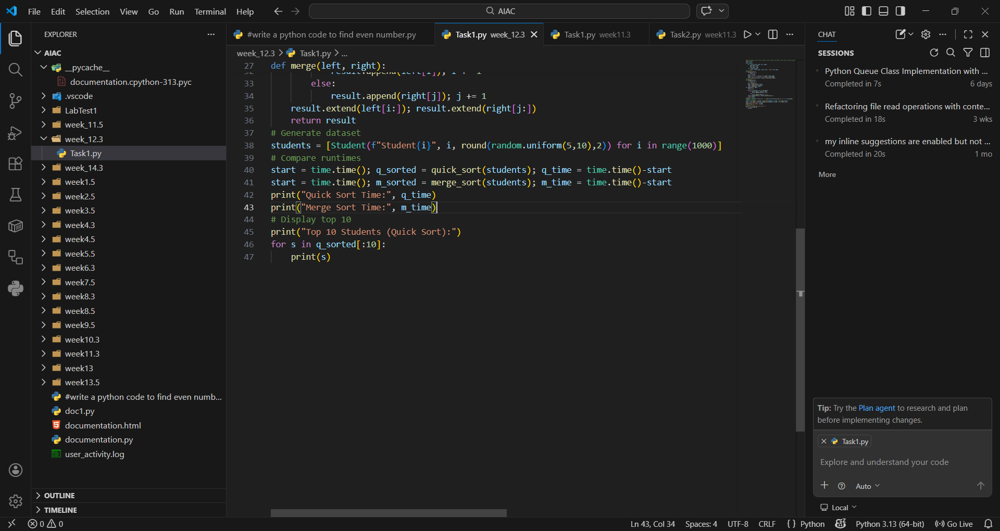 File Edit Selection View Go Run Terminal Help
AIAC
EXPLORER
AIAC
__pycache__
documentation.cpython-313.pyc
.vscode
LabTest1
week_11.5
week_12.3
Task1.py
week_14.3
week1.5
week2.5
week3.5
week4.3
week4.5
week5.5
week6.3
week7.5
week8.3
week8.5
week9.5
week10.3
week11.3
week13
week13.5
#write a python code to find even numb...
doc1.py
documentation.html
documentation.py
user_activity.log
OUTLINE
TIMELINE
#write a python code to find even number.py
Task1.py week_12.3
Task1.py week11.3
Task2.py week11.3
week_12.3 > Task1.py > ...
27 def merge(left, right):
33 else:
34 result.append(right[j]); j += 1
35 result.extend(left[i:]); result.extend(right[j:])
36 return result
37 # Generate dataset
38 students = [Student(f"Student{i}", i, round(random.uniform(5,10),2)) for i in range(1000)]
39 # Compare runtimes
40 start = time.time(); q_sorted = quick_sort(students); q_time = time.time()-start
41 start = time.time(); m_sorted = merge_sort(students); m_time = time.time()-start
42 print("Quick Sort Time:", q_time)
43 print("Merge Sort Time:", m_time)
44 # Display top 10
45 print("Top 10 Students (Quick Sort):")
46 for s in q_sorted[:10]:
47 print(s)
CHAT
SESSIONS
Python Queue Class Implementation with ...
Completed in 7s 6 days
Refactoring file read operations with conte...
Completed in 18s 3 wks
my inline suggestions are enabled but not ...
Completed in 20s 1 mo
More
Tip: Try the Plan agent to research and plan
before implementing changes.
Task1.py
Explore and understand your code
Auto
Local
0 0
Ln 43, Col 34 Spaces: 4 UTF-8 CRLF {} Python Python 3.13 (64-bit) Go Live